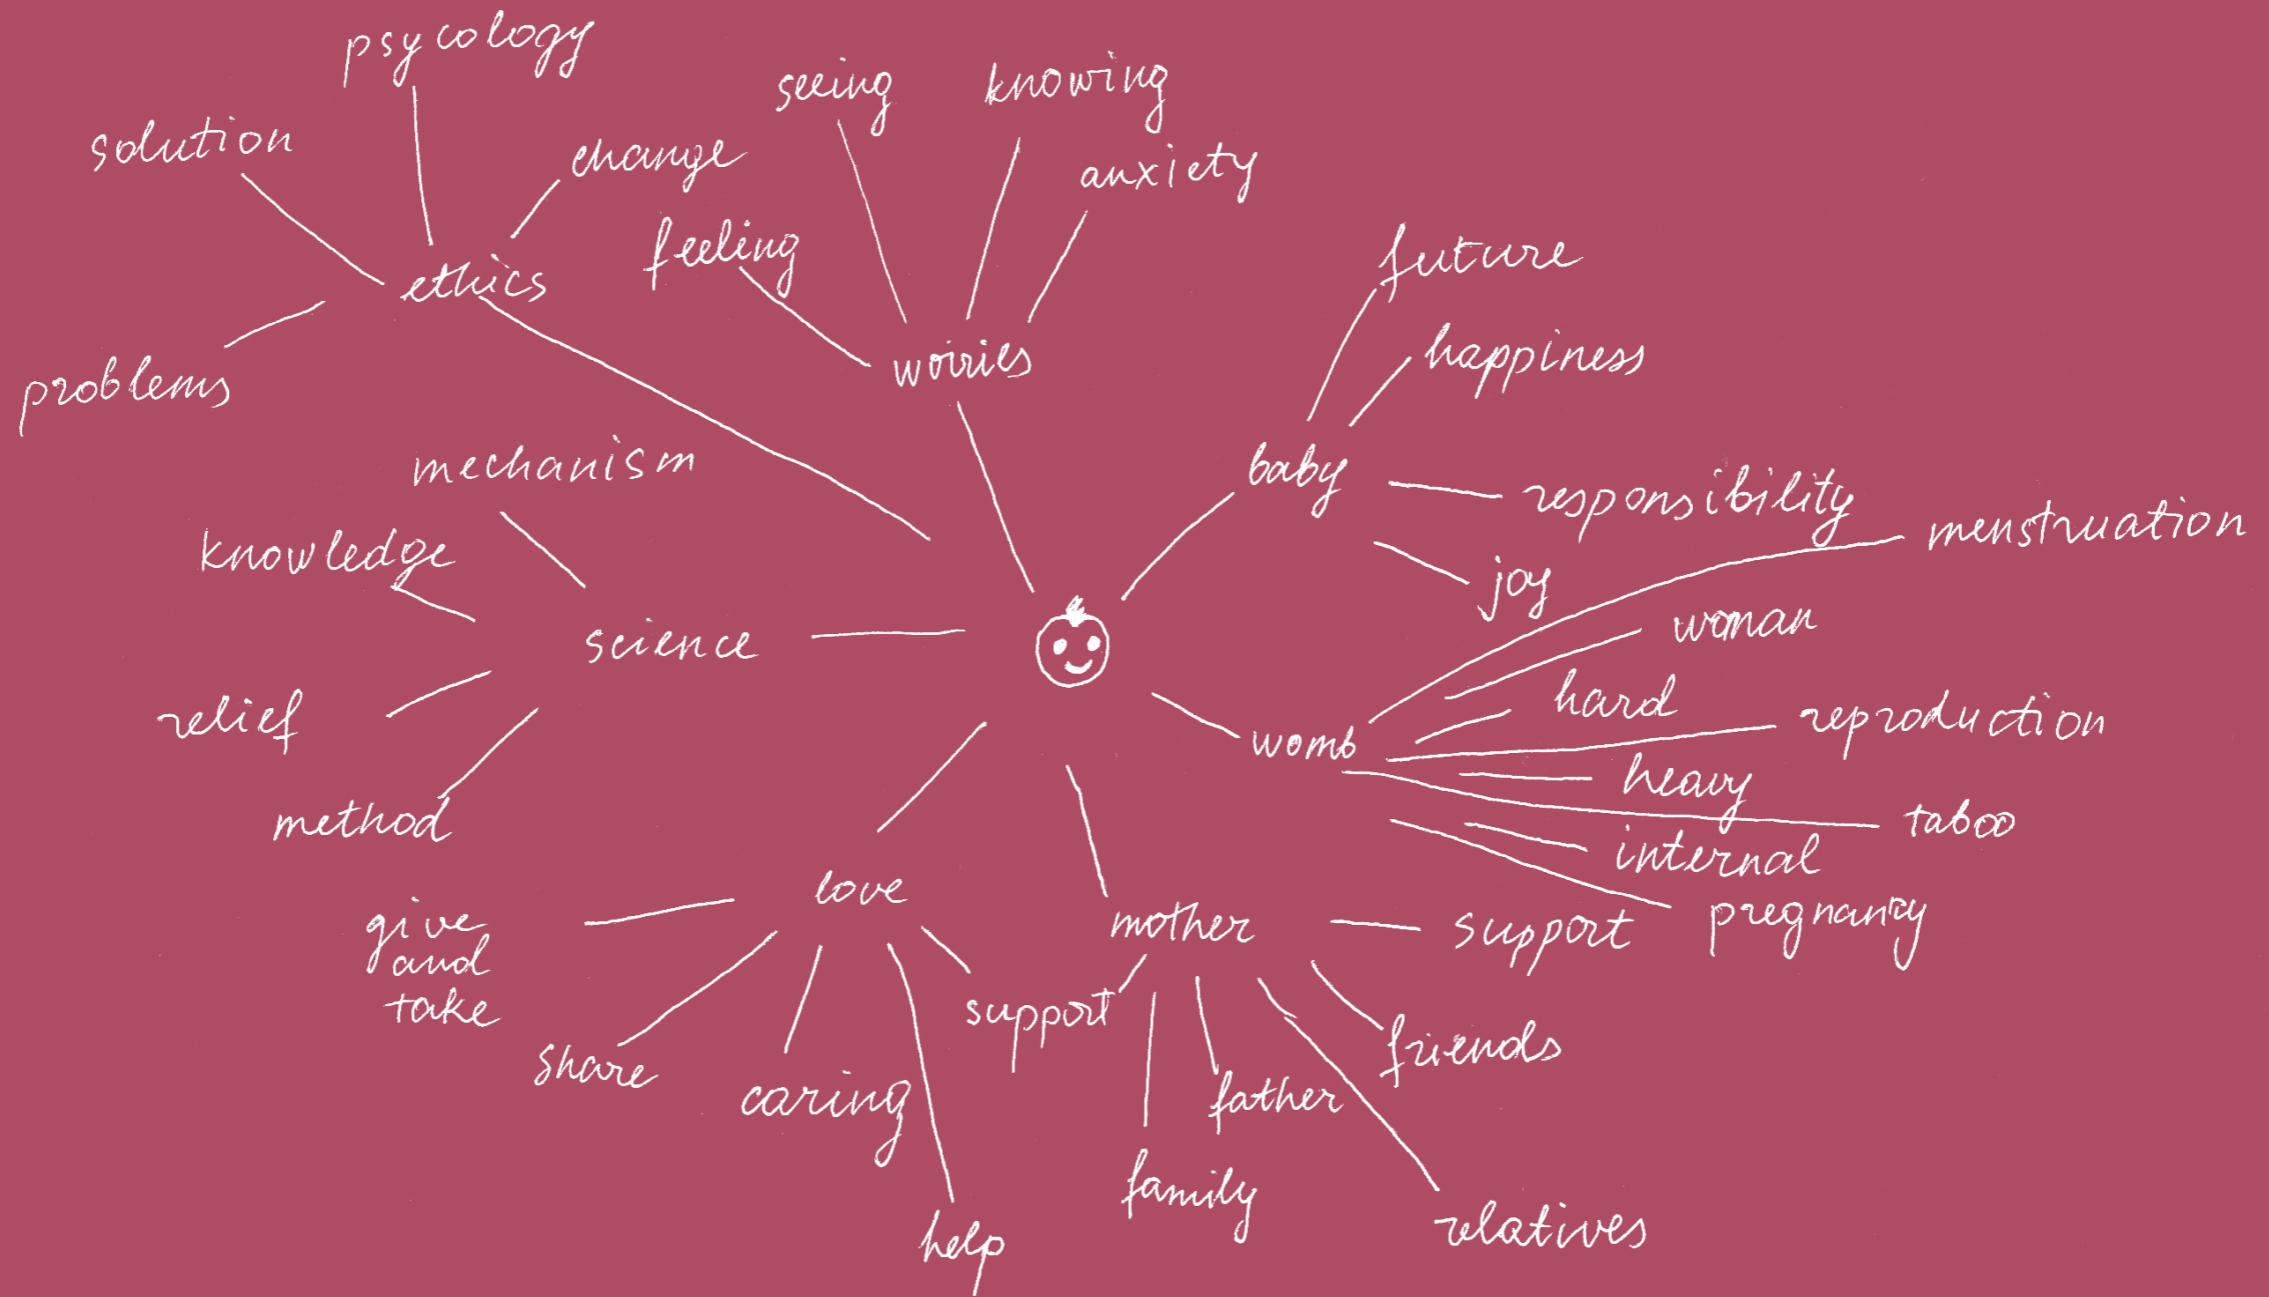 psycology
seeing
knowing
solution
change
anxiety
feeling
ethics
future
worries
happiness
problems
mechanism
baby
responsibility
menstruation
knowledge
joy
woman
science
hard
relief
womb
reproduction
heavy
method
taboo
internal
love
give
and
take
mother
support
pregnancy
support
share
caring
friends
father
family
help
relatives